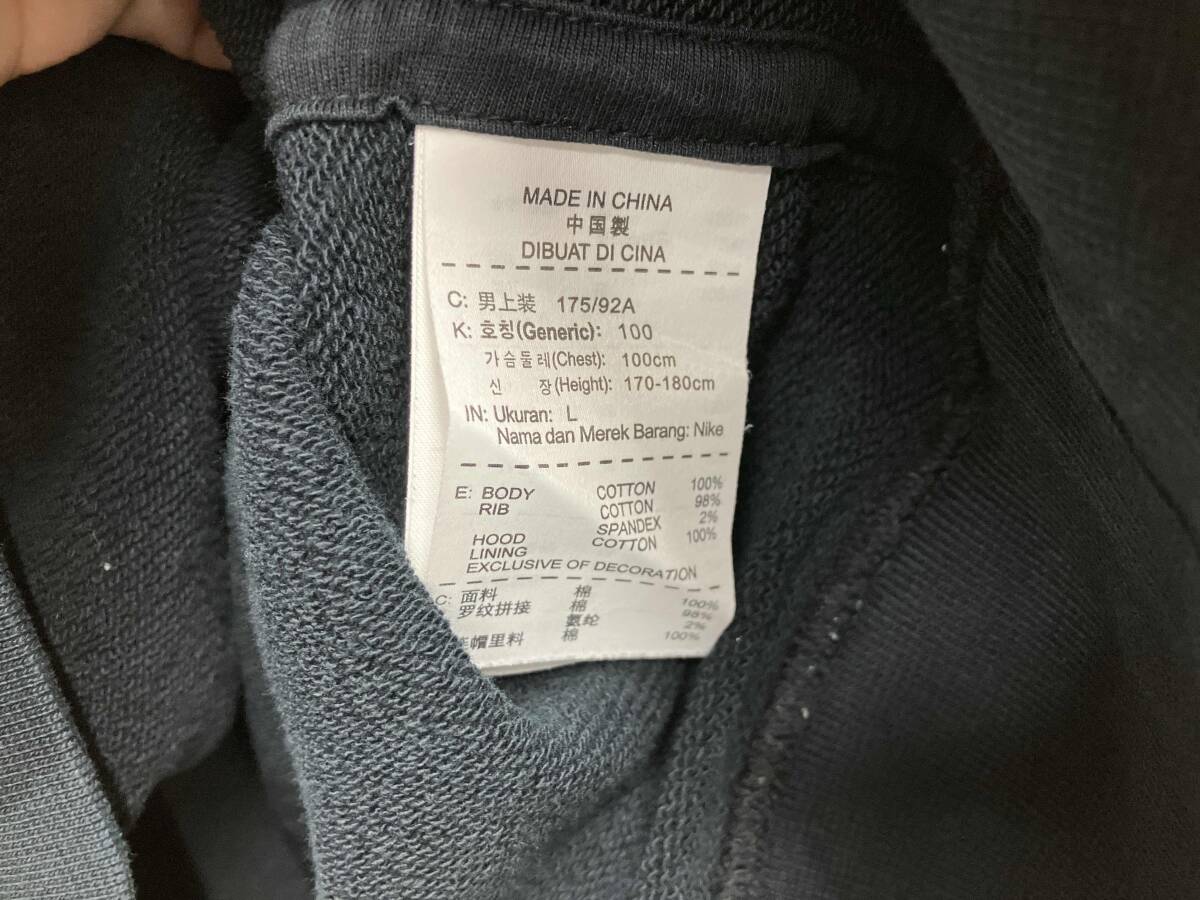 MADE IN CHINA
中国製
DIBUAT DI CINA
C: 男上装 175/92A
K: 호칭(Generic): 100
가슴둘레(Chest): 100cm
신 장(Height): 170-180cm
IN: Ukuran: L
Nama dan Merek Barang: Nike
E: BODY COTTON 100%
RIB COTTON 98%
SPANDEX 2%
HOOD COTTON 100%
LINING
EXCLUSIVE OF DECORATION
C: 面料 棉 100%
罗纹拼接 棉 98%
氨纶 2%
帽里料 棉 100%